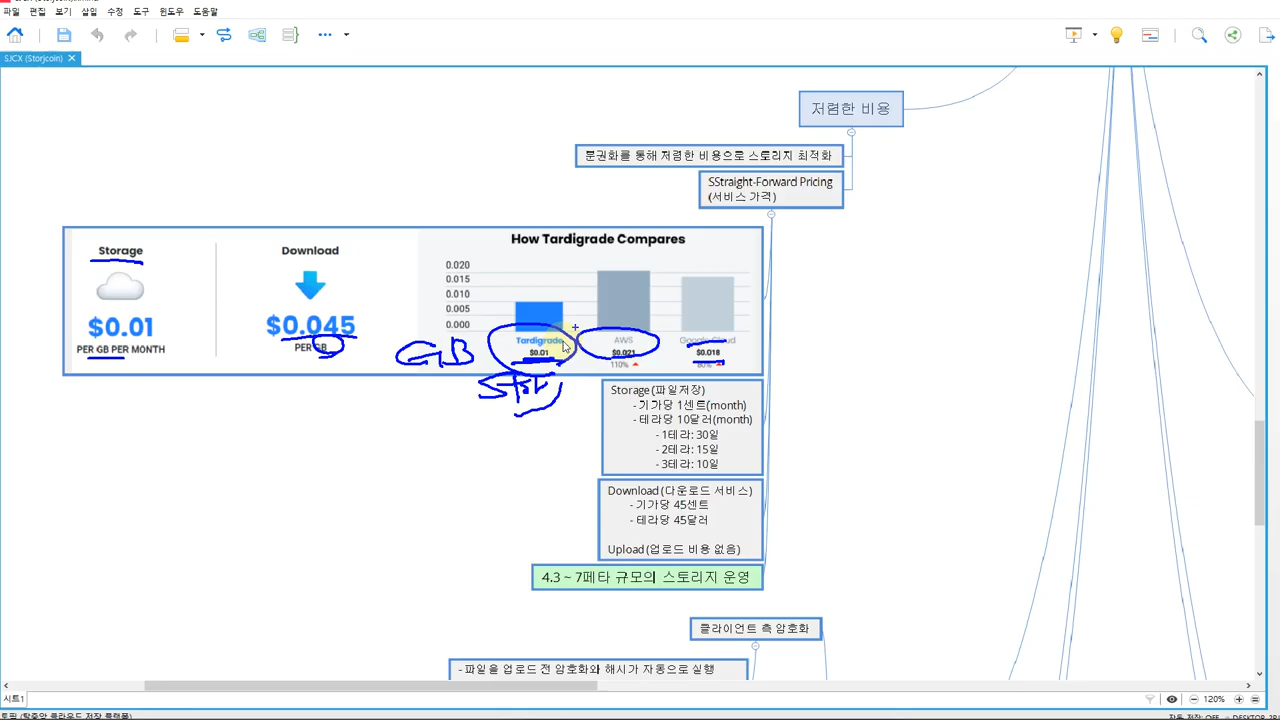 파일 편집 보기 삽입 수정 도구 윈도우 도움말
SJCX (Storjcoin)
저렴한 비용
분권화를 통해 저렴한 비용으로 스토리지 최적화
SStraight-Forward Pricing
(서비스 가격)
How Tardigrade Compares
Storage
Download
0.020
0.015
0.010
0.005
0.000
$0.01
PER GB PER MONTH
$0.045
PER GB
Tardigrade
AWS
Google Cloud
$0.01
$0.021
$0.018
110%
80%
GB
Stor
Storage (파일저장)
- 기가당 1센트(month)
- 테라당 10달러(month)
- 1테라: 30일
- 2테라: 15일
- 3테라: 10일
Download (다운로드 서비스)
- 기가당 45센트
- 테라당 45달러
Upload (업로드 비용 없음)
4.3 ~ 7페타 규모의 스토리지 운영
클라이언트 측 암호화
- 파일을 업로드 전 암호화와 해시가 자동으로 실행
시트1
120%